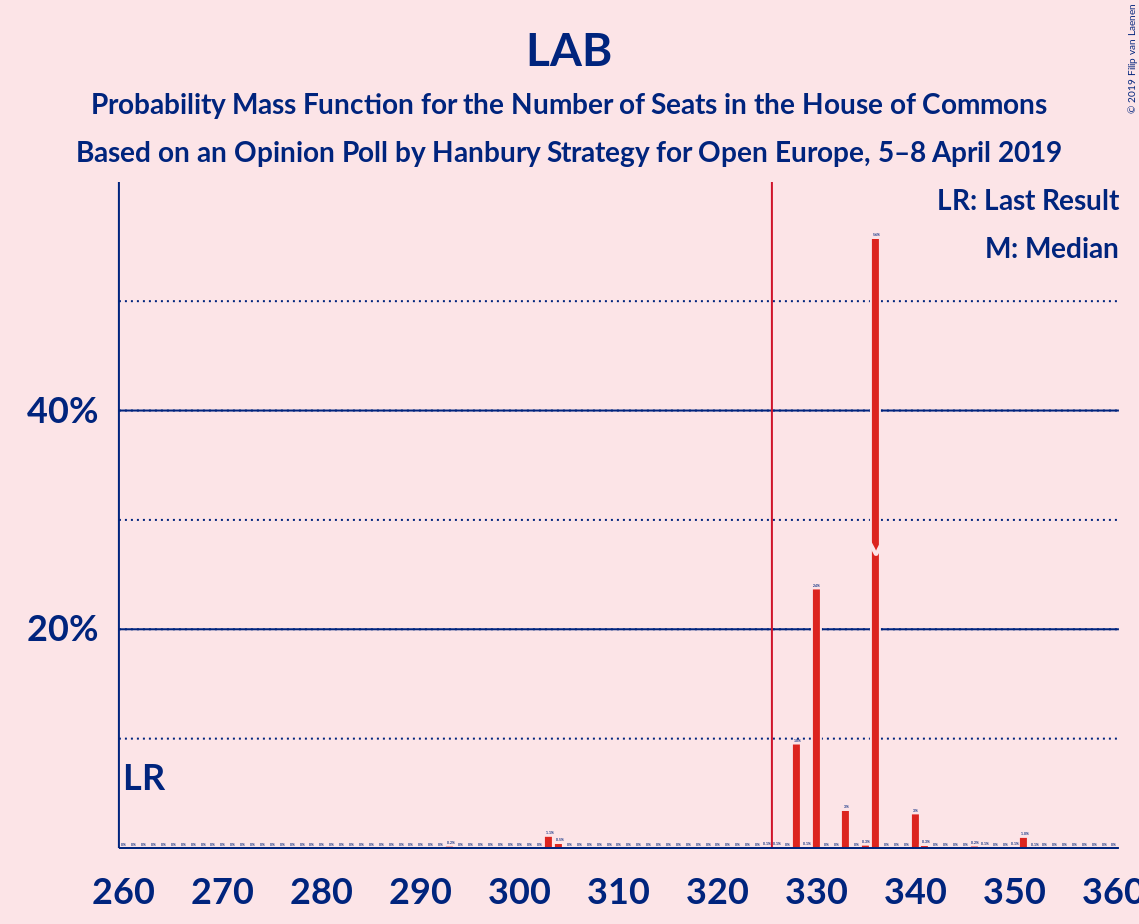 LAB
Probability Mass Function for the Number of Seats in the House of Commons
Based on an Opinion Poll by Hanbury Strategy for Open Europe, 5–8 April 2019
© 2019 Filip van Laenen
LR: Last Result
M: Median
40%
20%
LR
260 270 280 290 300 310 320 330 340 350 360